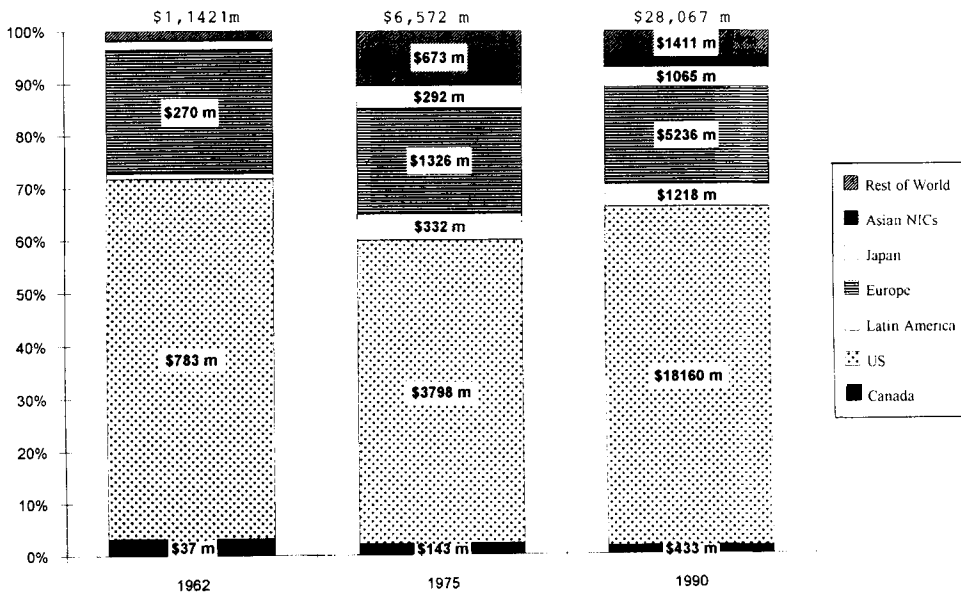 $1,1421m $6,572 m $28,067 m
100%
90%
80%
70%
60%
50%
40%
30%
20%
10%
0%
$270 m
$783 m
$37 m
$673 m
$292 m
$1326 m
$332 m
$3798 m
$143 m
$1411 m
$1065 m
$5236 m
$1218 m
$18160 m
$433 m
1962 1975 1990
Rest of World
Asian NICs
Japan
Europe
Latin America
US
Canada